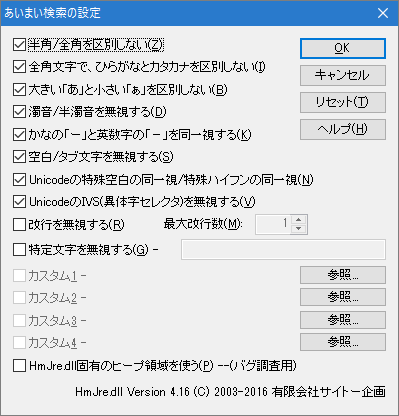 あいまい検索の設定
半角/全角を区別しない(Z)
OK
全角文字で、ひらがなとカタカナを区別しない(I)
キャンセル
大きい「あ」と小さい「ぁ」を区別しない(B)
リセット(T)
濁音/半濁音を無視する(D)
ヘルプ(H)
かなの「ー」と英数字の「－」を同一視する(K)
空白/タブ文字を無視する(S)
Unicodeの特殊空白の同一視/特殊ハイフンの同一視(N)
UnicodeのIVS(異体字セレクタ)を無視する(V)
改行を無視する(R) 最大改行数(M): 1
特定文字を無視する(G) -
カスタム1 - 参照...
カスタム2 - 参照...
カスタム3 - 参照...
カスタム4 - 参照...
HmJre.dll固有のヒープ領域を使う(P) --(バグ調査用)
HmJre.dll Version 4.16 (C) 2003-2016 有限会社サイトー企画